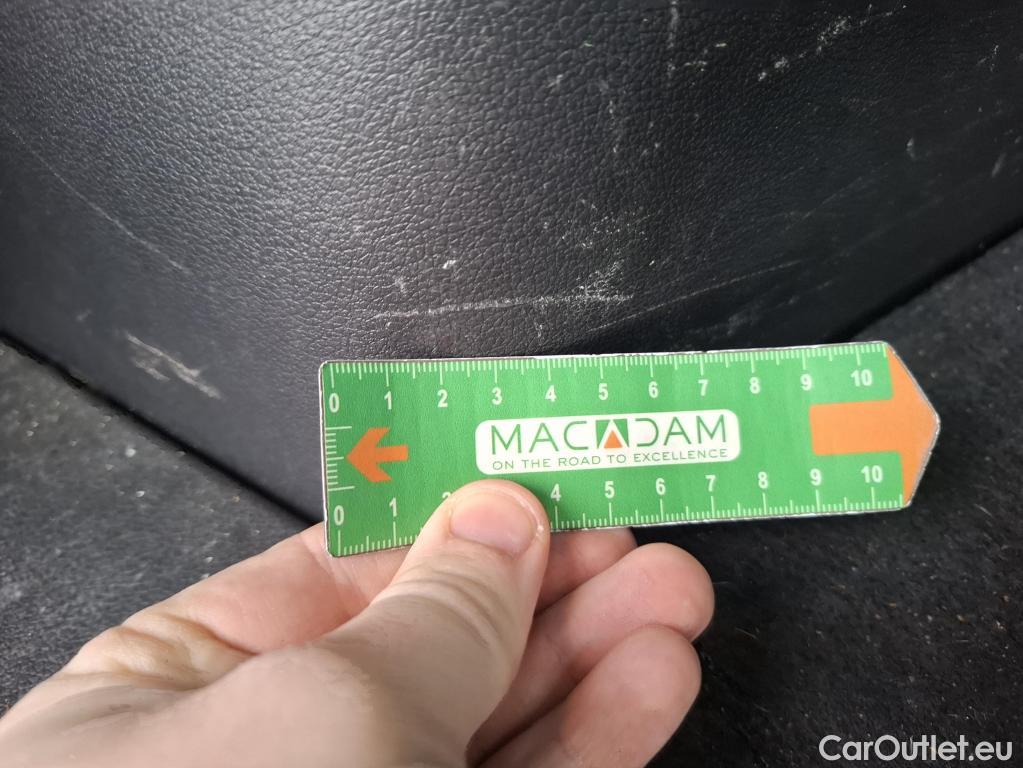 0 1 2 3 4 5 6 7 8 9 10
MACADAM
ON THE ROAD TO EXCELLENCE
0 1 4 5 6 7 8 9 10
CarOutlet.eu